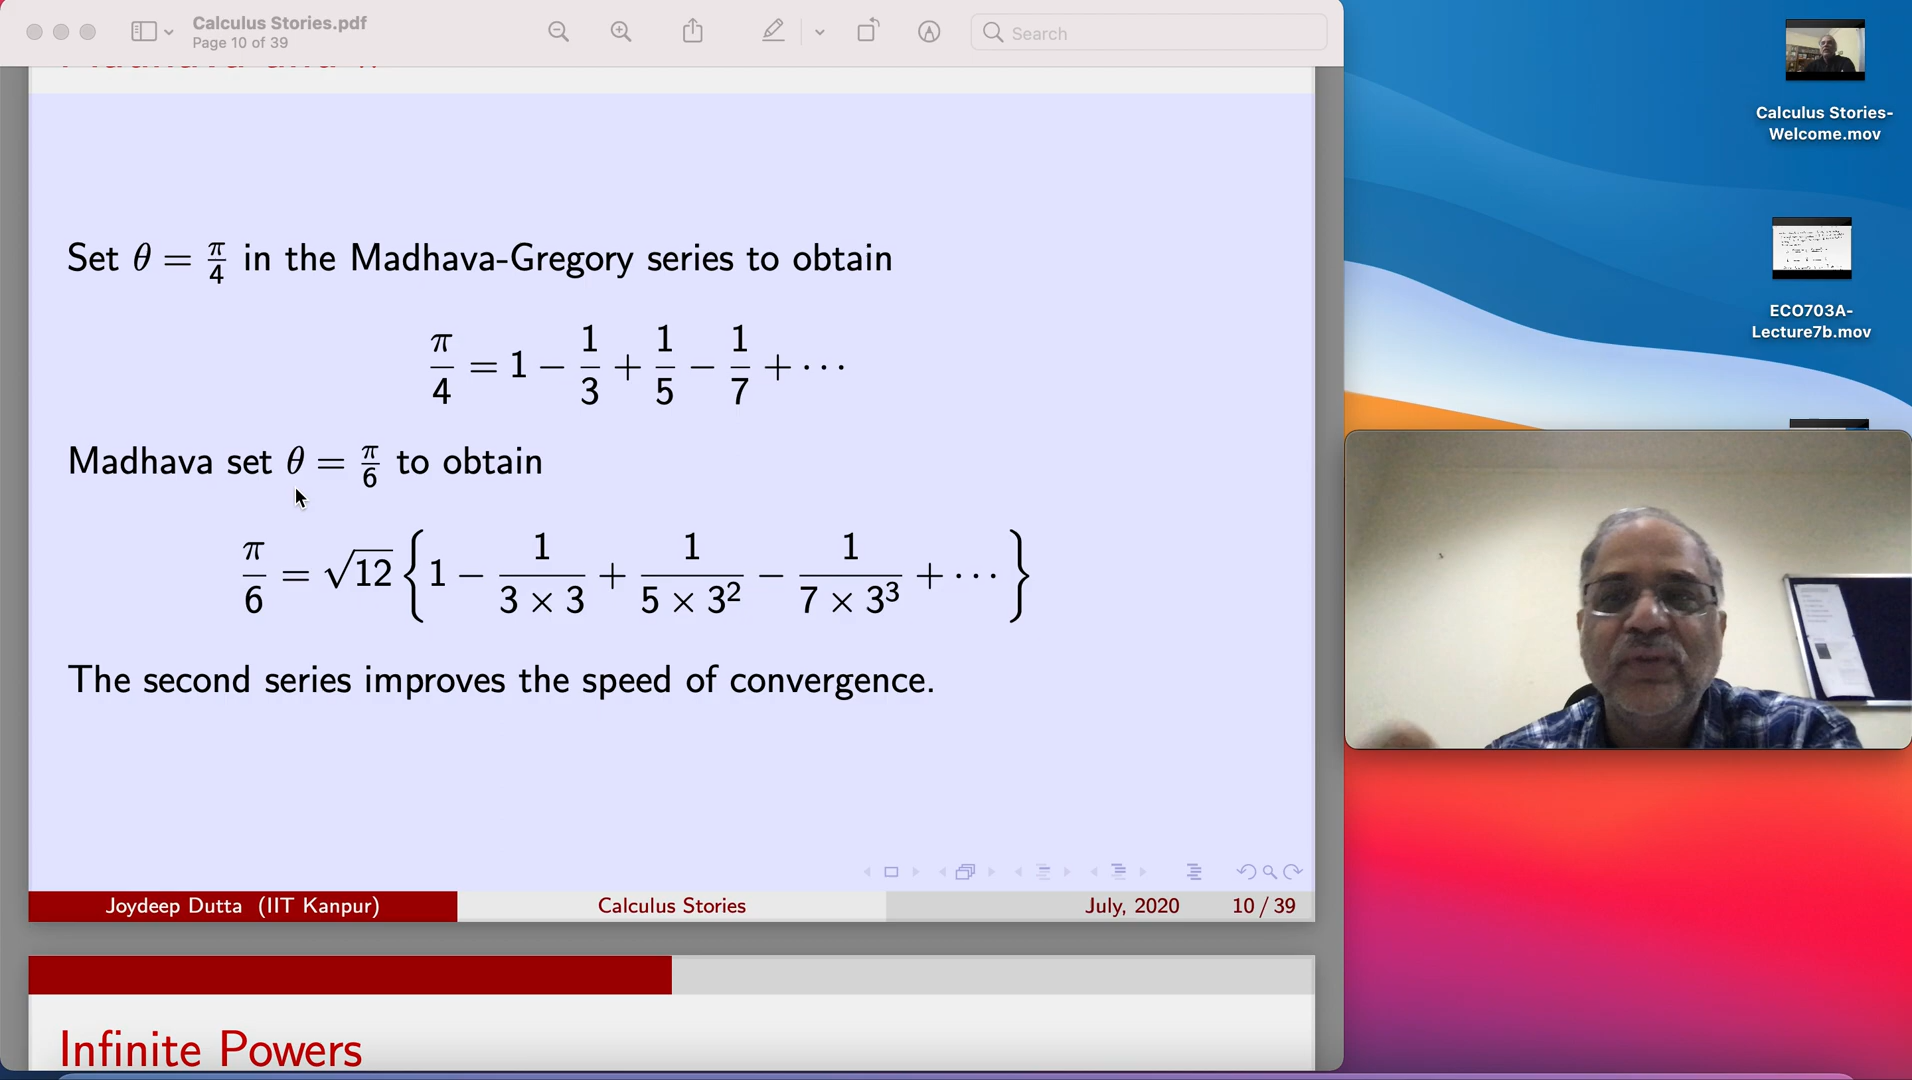 Calculus Stories.pdf
Page 10 of 39
Search
Set θ = π/4 in the Madhava-Gregory series to obtain
π/4 = 1 − 1/3 + 1/5 − 1/7 + ···
Madhava set θ = π/6 to obtain
π/6 = √12 { 1 − 1/(3 × 3) + 1/(5 × 3²) − 1/(7 × 3³) + ··· }
The second series improves the speed of convergence.
Joydeep Dutta (IIT Kanpur)
Calculus Stories
July, 2020
10 / 39
Infinite Powers
Calculus Stories-
Welcome.mov
ECO703A-
Lecture7b.mov